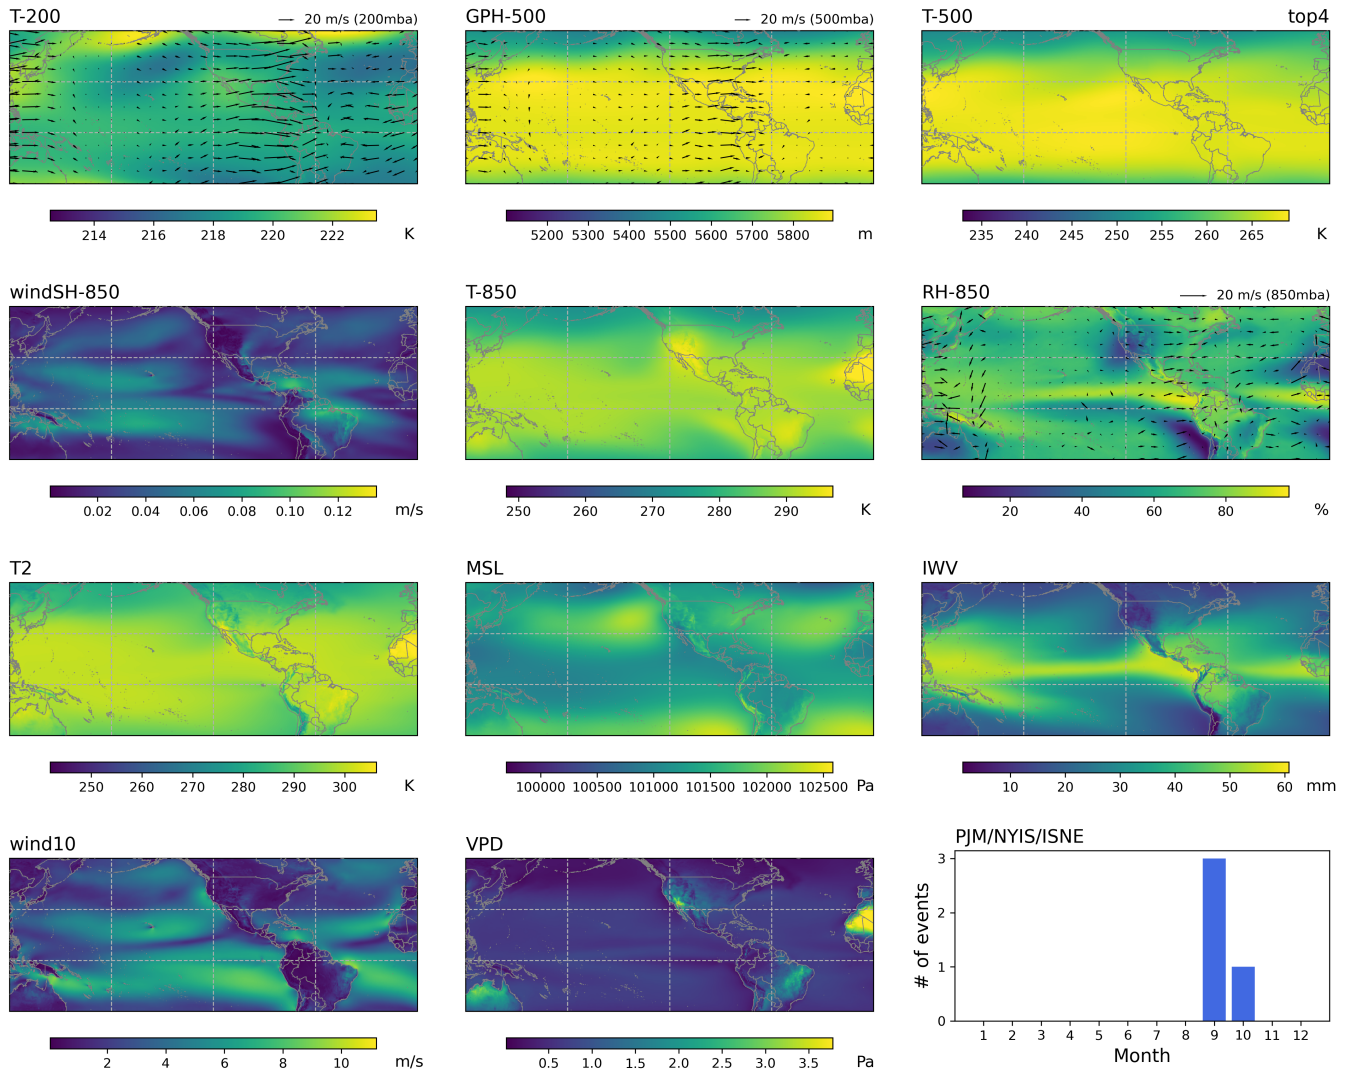 T-200
20 m/s (200mba)
GPH-500
20 m/s (500mba)
T-500
top4
214 216 218 220 222 K
5200 5300 5400 5500 5600 5700 5800 m
235 240 245 250 255 260 265 K
windSH-850
T-850
RH-850
20 m/s (850mba)
0.02 0.04 0.06 0.08 0.10 0.12 m/s
250 260 270 280 290 K
20 40 60 80 %
T2
MSL
IWV
250 260 270 280 290 300 K
100000 100500 101000 101500 102000 102500 Pa
10 20 30 40 50 60 mm
wind10
VPD
PJM/NYIS/ISNE
3
2
1
0
# of events
1 2 3 4 5 6 7 8 9 10 11 12
Month
2 4 6 8 10 m/s
0.5 1.0 1.5 2.0 2.5 3.0 3.5 Pa